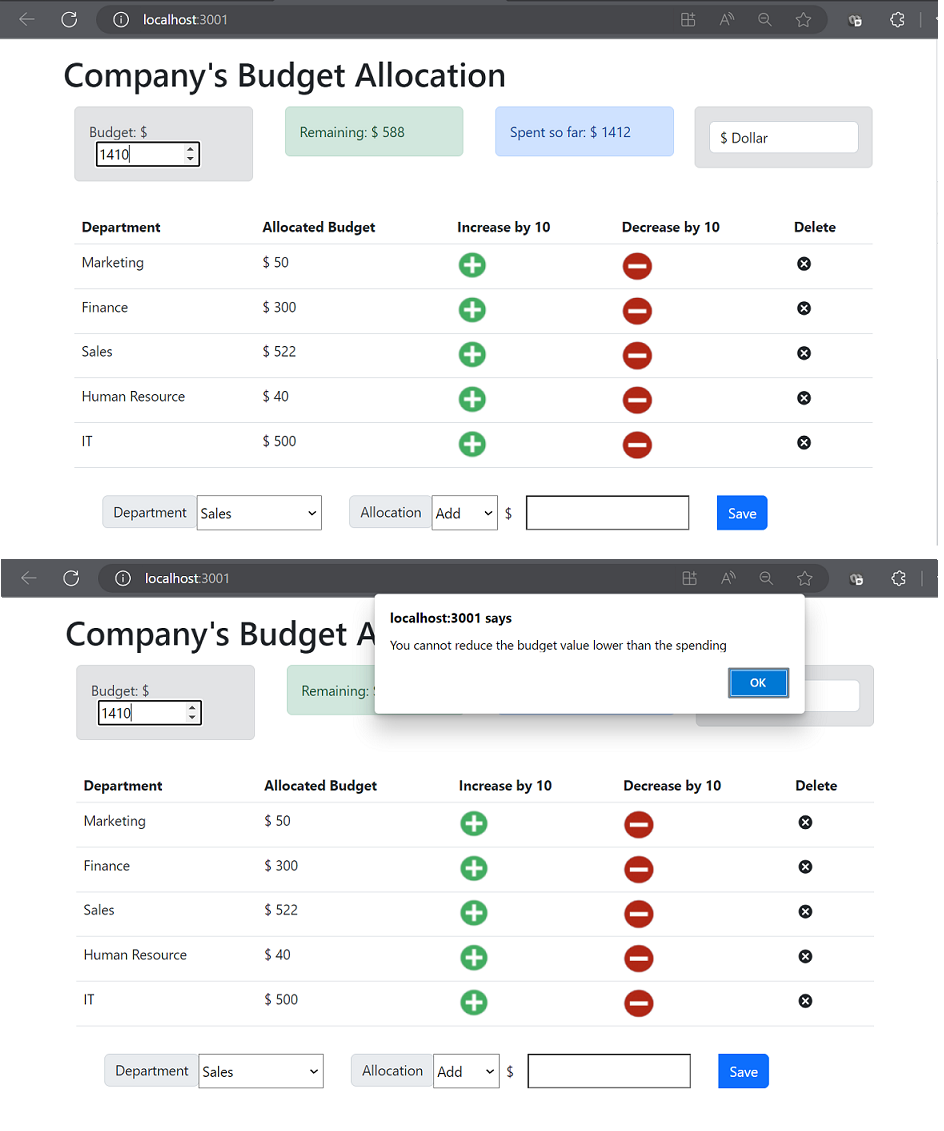 localhost:3001
Company's Budget Allocation
Budget: $
1410
Remaining: $ 588
Spent so far: $ 1412
$ Dollar
Department Allocated Budget Increase by 10 Decrease by 10 Delete
Marketing $ 50
Finance $ 300
Sales $ 522
Human Resource $ 40
IT $ 500
Department Sales Allocation Add $ Save
localhost:3001
localhost:3001 says
You cannot reduce the budget value lower than the spending
OK
Company's Budget A
Budget: $
1410
Remaining:
Department Allocated Budget Increase by 10 Decrease by 10 Delete
Marketing $ 50
Finance $ 300
Sales $ 522
Human Resource $ 40
IT $ 500
Department Sales Allocation Add $ Save